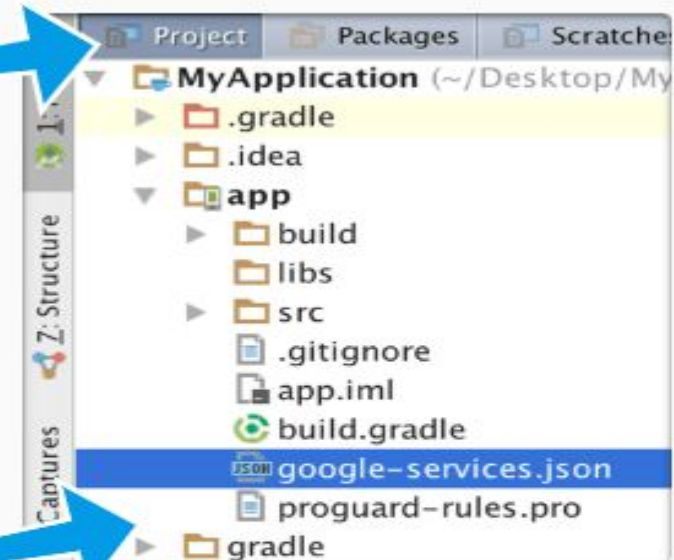 Project Packages Scratche
MyApplication (~/Desktop/My
.gradle
.idea
app
build
libs
src
.gitignore
app.iml
build.gradle
JSON google-services.json
proguard-rules.pro
gradle
1:
Z: Structure
Captures